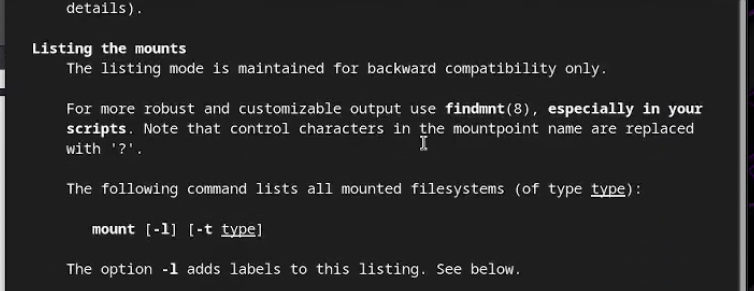 details).
Listing the mounts
The listing mode is maintained for backward compatibility only.
For more robust and customizable output use findmnt(8), especially in your
scripts. Note that control characters in the mountpoint name are replaced
with '?'.
The following command lists all mounted filesystems (of type type):
mount [-l] [-t type]
The option -l adds labels to this listing. See below.